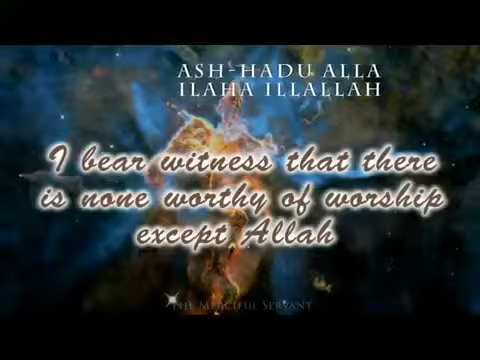 ASH-HADU ALLA
ILAHA ILLALLAH
I bear witness that there
is none worthy of worship
except Allah
The Merciful Servant